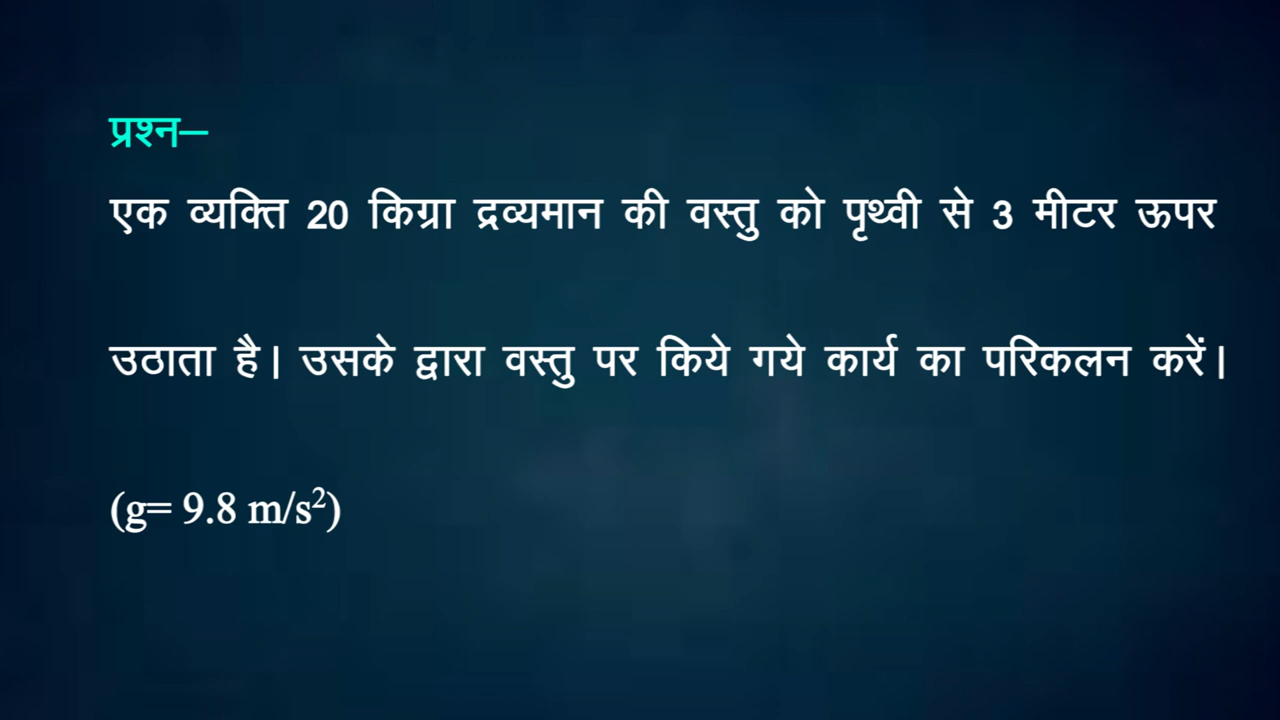 प्रश्न–
एक व्यक्ति 20 किग्रा द्रव्यमान की वस्तु को पृथ्वी से 3 मीटर ऊपर
उठाता है। उसके द्वारा वस्तु पर किये गये कार्य का परिकलन करें।
(g= 9.8 m/s²)